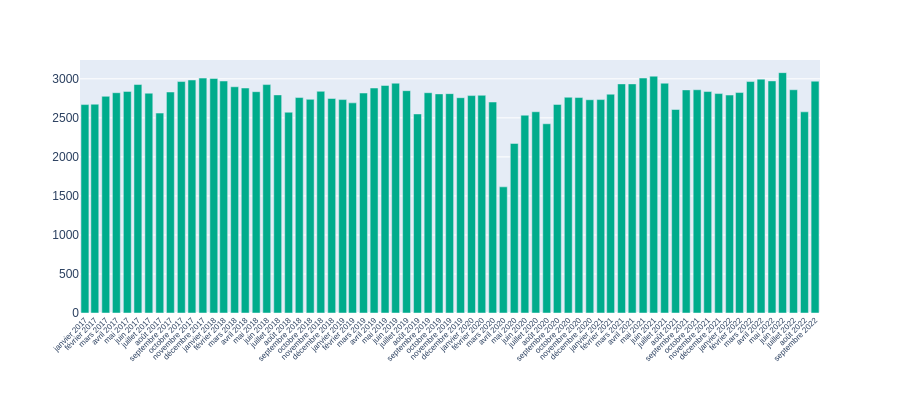 3000
2500
2000
1500
1000
500
0
janvier 2017
février 2017
mars 2017
avril 2017
mai 2017
juin 2017
juillet 2017
août 2017
septembre 2017
octobre 2017
novembre 2017
décembre 2017
janvier 2018
février 2018
mars 2018
avril 2018
mai 2018
juin 2018
juillet 2018
août 2018
septembre 2018
octobre 2018
novembre 2018
décembre 2018
janvier 2019
février 2019
mars 2019
avril 2019
mai 2019
juin 2019
juillet 2019
août 2019
septembre 2019
octobre 2019
novembre 2019
décembre 2019
janvier 2020
février 2020
mars 2020
avril 2020
mai 2020
juin 2020
juillet 2020
août 2020
septembre 2020
octobre 2020
novembre 2020
décembre 2020
janvier 2021
février 2021
mars 2021
avril 2021
mai 2021
juin 2021
juillet 2021
août 2021
septembre 2021
octobre 2021
novembre 2021
décembre 2021
janvier 2022
février 2022
mars 2022
avril 2022
mai 2022
juin 2022
juillet 2022
août 2022
septembre 2022